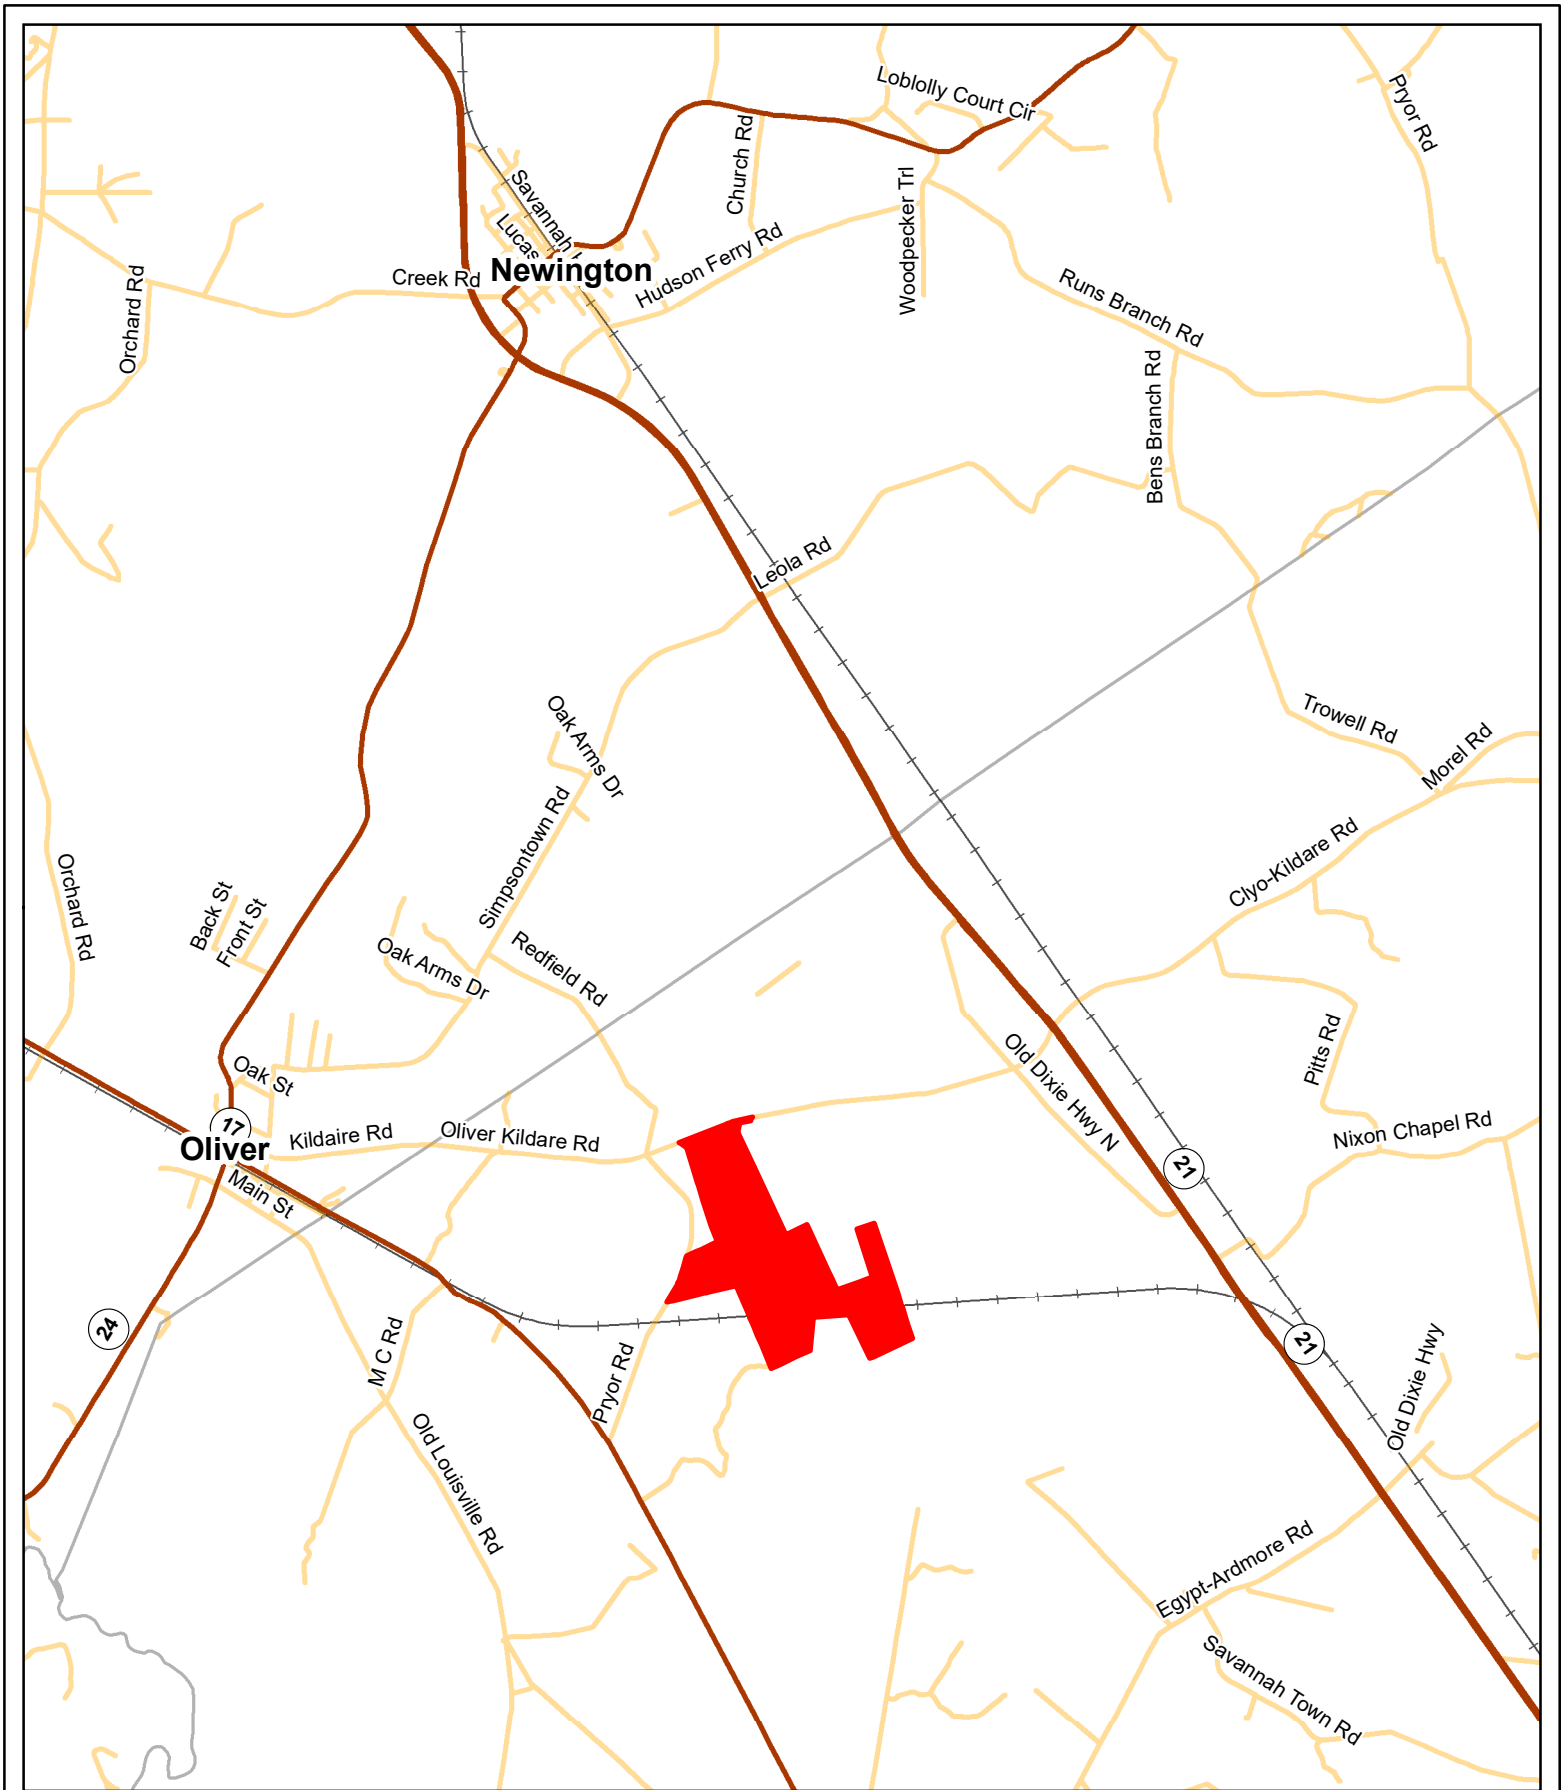 Loblolly Court Cir
Pryor Rd
Church Rd
Savannah
Lucas
Woodpecker Trl
Hudson Ferry Rd
Newington
Creek Rd
Orchard Rd
Runs Branch Rd
Bens Branch Rd
Leola Rd
Oak Arms Dr
Trowell Rd
Morel Rd
Simpsontown Rd
Clyo-Kildare Rd
Orchard Rd
Back St
Front St
Oak Arms Dr
Redfield Rd
Old Dixie Hwy N
Pitts Rd
Oak St
17
Oliver
Kildaire Rd
Oliver Kildare Rd
Nixon Chapel Rd
21
Main St
24
21
M C Rd
Pryor Rd
Old Dixie Hwy
Old Louisville Rd
Egypt-Ardmore Rd
Savannah Town Rd